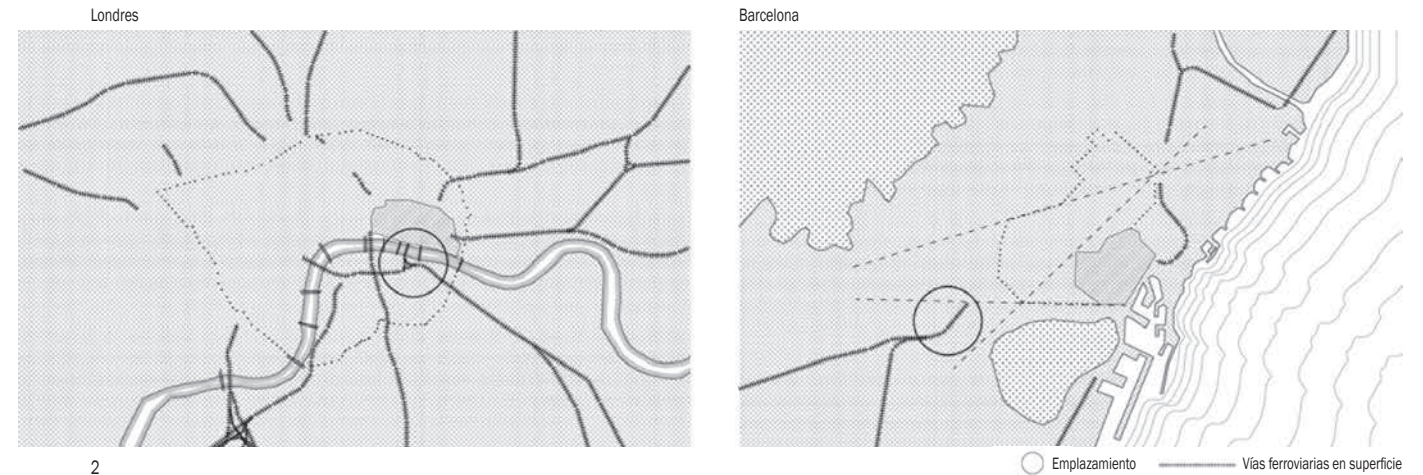 Londres
Barcelona
2
Emplazamiento
Vías ferroviarias en superficie